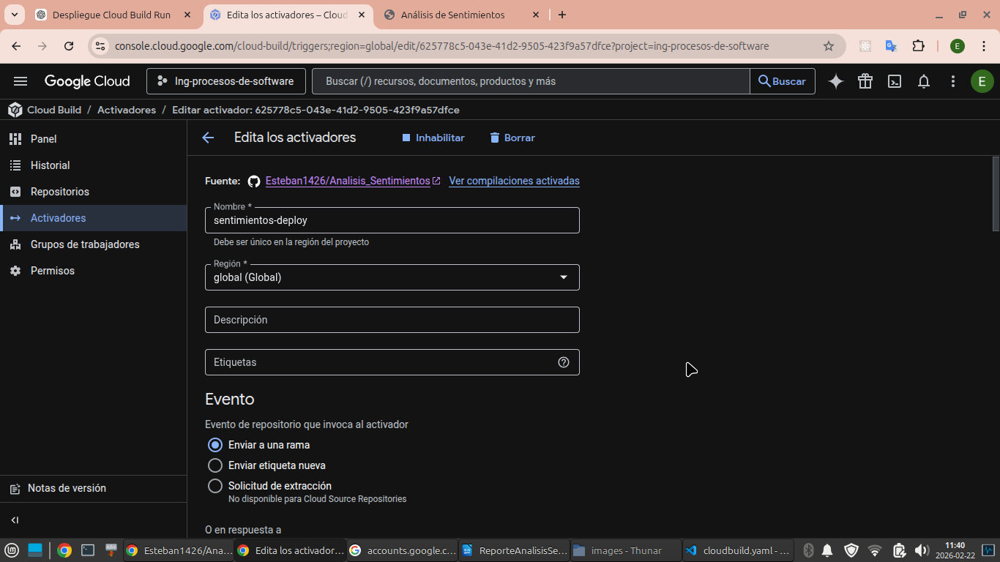 Despliegue Cloud Build Run
Edita los activadores – Cloud
Análisis de Sentimientos
console.cloud.google.com/cloud-build/triggers;region=global/edit/625778c5-043e-41d2-9505-423f9a57dfce?project=ing-procesos-de-software
E
Google Cloud
Ing-procesos-de-software
Buscar (/) recursos, documentos, productos y más
Buscar
E
Cloud Build / Activadores / Editar activador: 625778c5-043e-41d2-9505-423f9a57dfce
Panel
Historial
Repositorios
Activadores
Grupos de trabajadores
Permisos
Notas de versión
Edita los activadores
Inhabilitar
Borrar
Fuente: Esteban1426/Analisis_Sentimientos Ver compilaciones activadas
Nombre *
sentimientos-deploy
Debe ser único en la región del proyecto
Región *
global (Global)
Descripción
Etiquetas
Evento
Evento de repositorio que invoca al activador
Enviar a una rama
Enviar etiqueta nueva
Solicitud de extracción
No disponible para Cloud Source Repositories
O en respuesta a
Esteban1426/Ana...
Edita los activador...
accounts.google.c...
ReporteAnalisisSe...
images - Thunar
cloudbuild.yaml - ...
11:40
2026-02-22